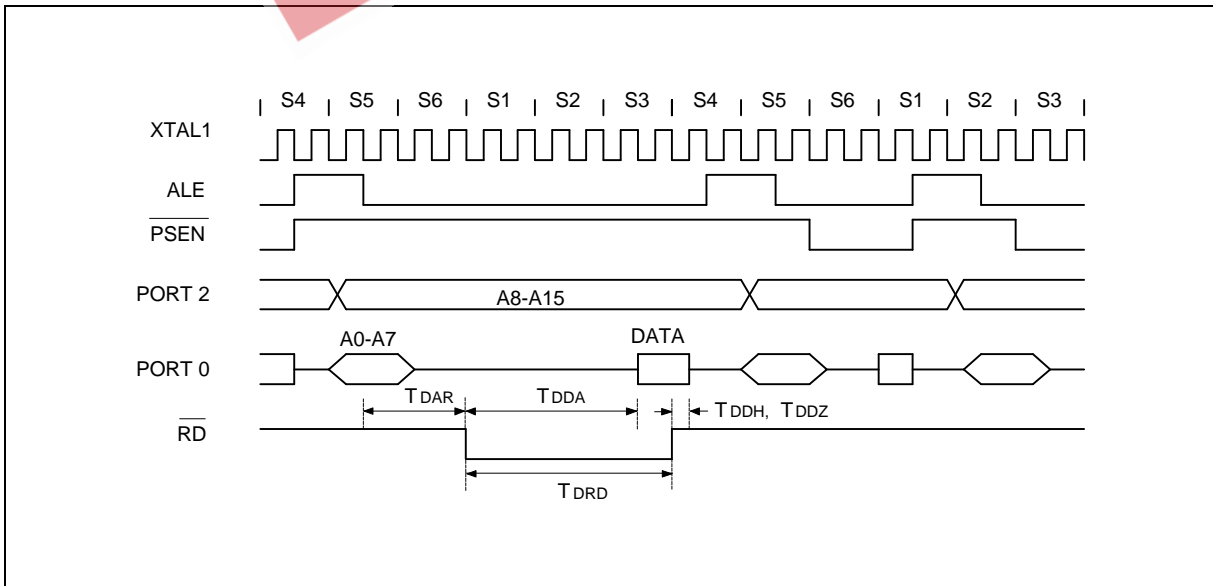 S4 S5 S6 S1 S2 S3 S4 S5 S6 S1 S2 S3
XTAL1
ALE
PSEN
PORT 2
A8-A15
A0-A7 DATA
PORT 0
TDAR TDDA TDDH, TDDZ
RD
TDRD